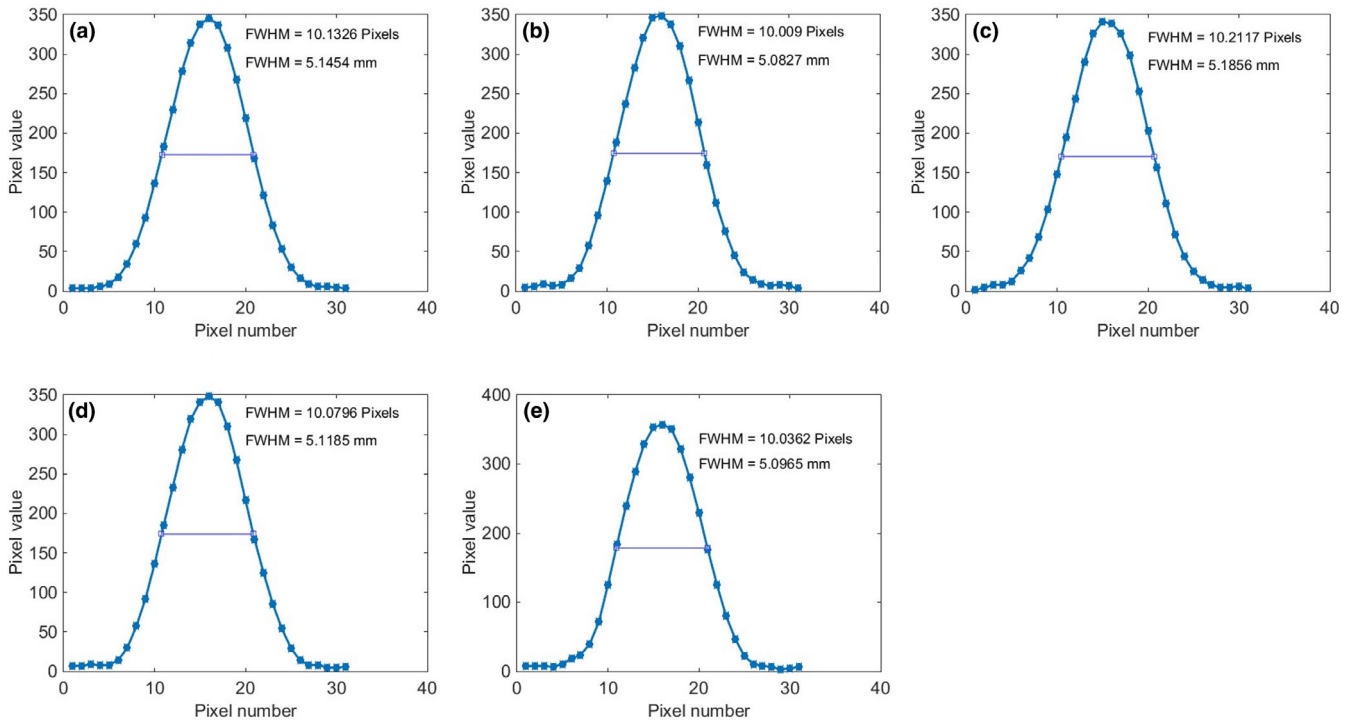 (a)
FWHM = 10.1326 Pixels
FWHM = 5.1454 mm
350
300
250
200
150
100
50
0
Pixel value
0 10 20 30 40
Pixel number
(b)
FWHM = 10.009 Pixels
FWHM = 5.0827 mm
350
300
250
200
150
100
50
0
Pixel value
0 10 20 30 40
Pixel number
(c)
FWHM = 10.2117 Pixels
FWHM = 5.1856 mm
350
300
250
200
150
100
50
0
Pixel value
0 10 20 30 40
Pixel number
(d)
FWHM = 10.0796 Pixels
FWHM = 5.1185 mm
350
300
250
200
150
100
50
0
Pixel value
0 10 20 30 40
Pixel number
(e)
FWHM = 10.0362 Pixels
FWHM = 5.0965 mm
400
300
200
100
0
Pixel value
0 10 20 30 40
Pixel number